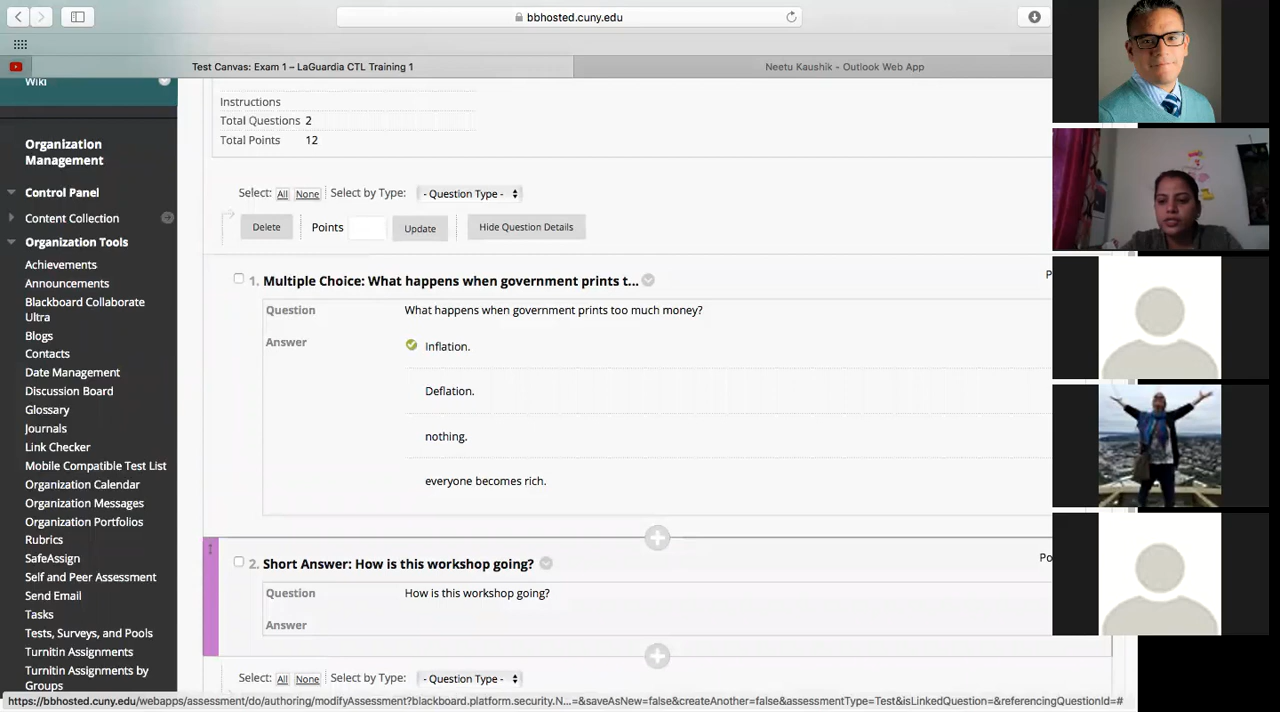 bbhosted.cuny.edu
Test Canvas: Exam 1 – LaGuardia CTL Training 1
Neetu Kaushik - Outlook Web App
Wiki
Organization
Management
Control Panel
Content Collection
Organization Tools
Achievements
Announcements
Blackboard Collaborate
Ultra
Blogs
Contacts
Date Management
Discussion Board
Glossary
Journals
Link Checker
Mobile Compatible Test List
Organization Calendar
Organization Messages
Organization Portfolios
Rubrics
SafeAssign
Self and Peer Assessment
Send Email
Tasks
Tests, Surveys, and Pools
Turnitin Assignments
Turnitin Assignments by
Groups
Instructions
Total Questions 2
Total Points 12
Select: All None Select by Type: - Question Type -
Delete Points Update Hide Question Details
1. Multiple Choice: What happens when government prints t... Po
Question What happens when government prints too much money?
Answer Inflation.
Deflation.
nothing.
everyone becomes rich.
2. Short Answer: How is this workshop going? Po
Question How is this workshop going?
Answer
Select: All None Select by Type: - Question Type -
https://bbhosted.cuny.edu/webapps/assessment/do/authoring/modifyAssessment?blackboard.platform.security.N...=&saveAsNew=false&createAnother=false&assessmentType=Test&isLinkedQuestion=&referencingQuestionId=#